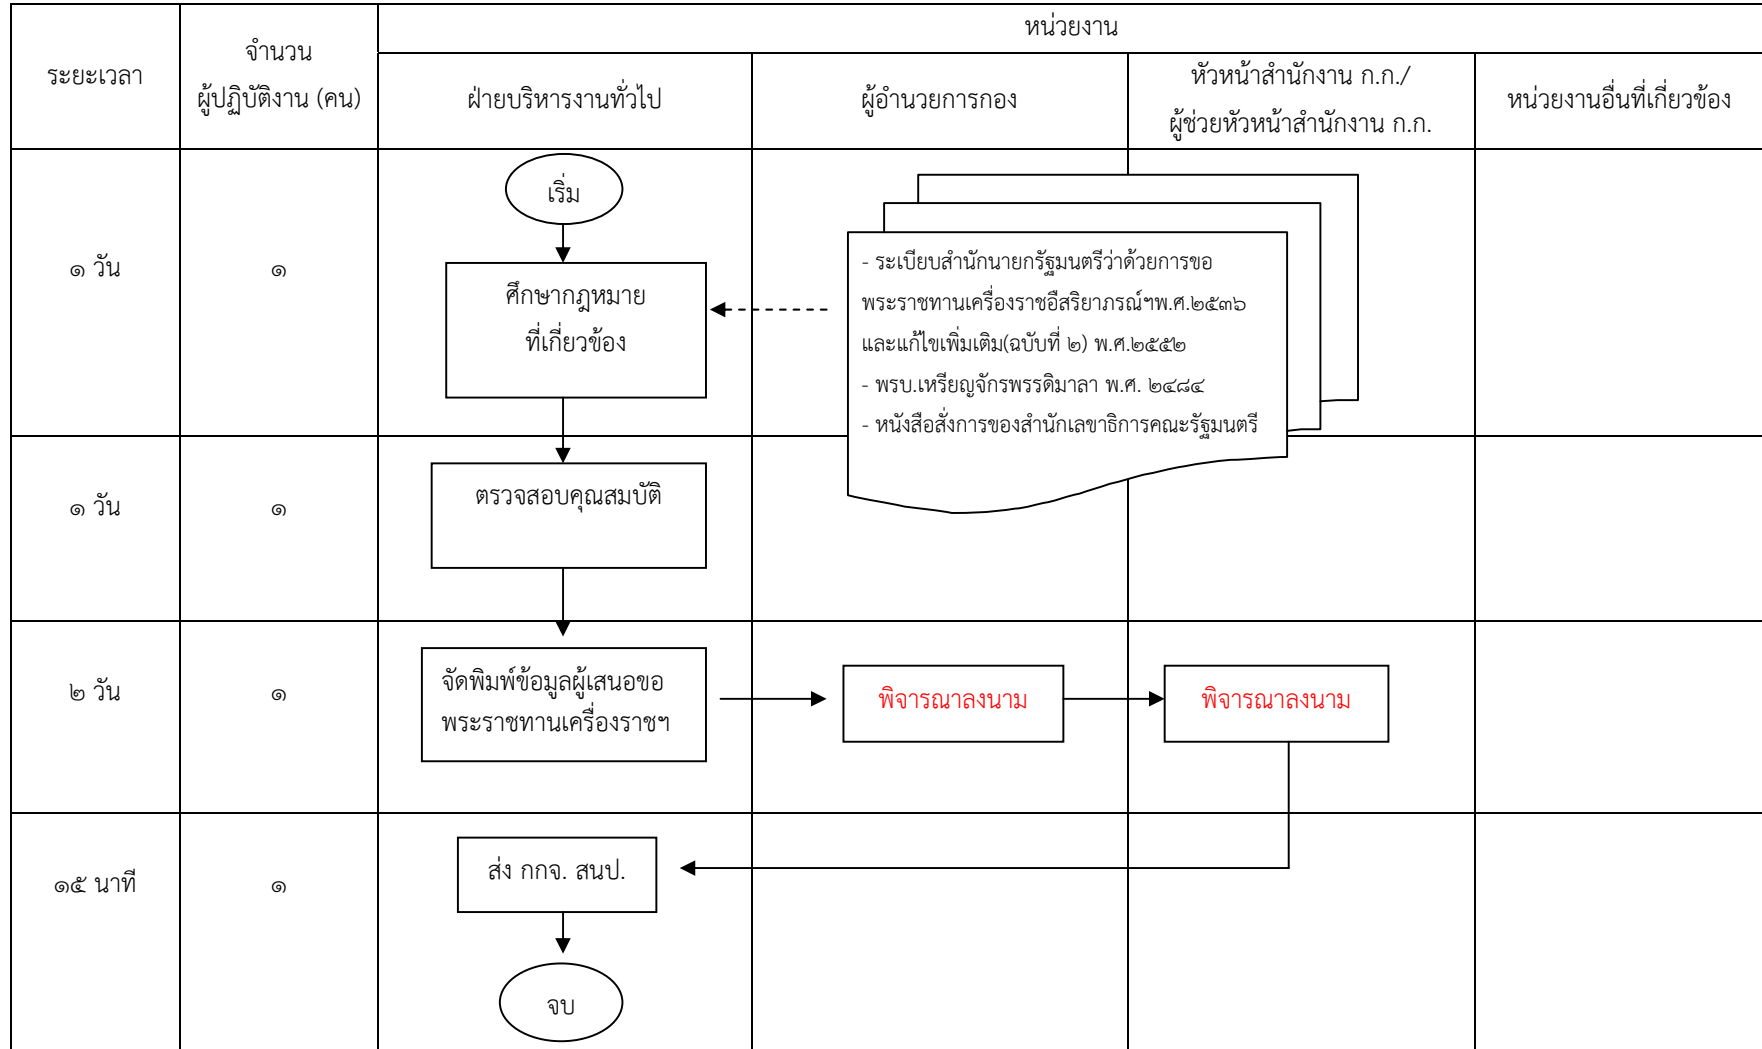 หน่วยงาน
ระยะเวลา
จำนวน
ผู้ปฏิบัติงาน (คน)
ฝ่ายบริหารงานทั่วไป
ผู้อำนวยการกอง
หัวหน้าสำนักงาน ก.ก./
ผู้ช่วยหัวหน้าสำนักงาน ก.ก.
หน่วยงานอื่นที่เกี่ยวข้อง
เริ่ม
๑ วัน
๑
ศึกษากฎหมาย
ที่เกี่ยวข้อง
- ระเบียบสำนักนายกรัฐมนตรีว่าด้วยการขอ
พระราชทานเครื่องราชอิสริยาภรณ์ฯพ.ศ.๒๕๓๖
และแก้ไขเพิ่มเติม(ฉบับที่ ๒) พ.ศ.๒๕๕๒
- พรบ.เหรียญจักรพรรดิมาลา พ.ศ. ๒๔๘๔
- หนังสือสั่งการของสำนักเลขาธิการคณะรัฐมนตรี
๑ วัน
๑
ตรวจสอบคุณสมบัติ
๒ วัน
๑
จัดพิมพ์ข้อมูลผู้เสนอขอ
พระราชทานเครื่องราชฯ
พิจารณาลงนาม
พิจารณาลงนาม
๑๕ นาที
๑
ส่ง กกจ. สนป.
จบ